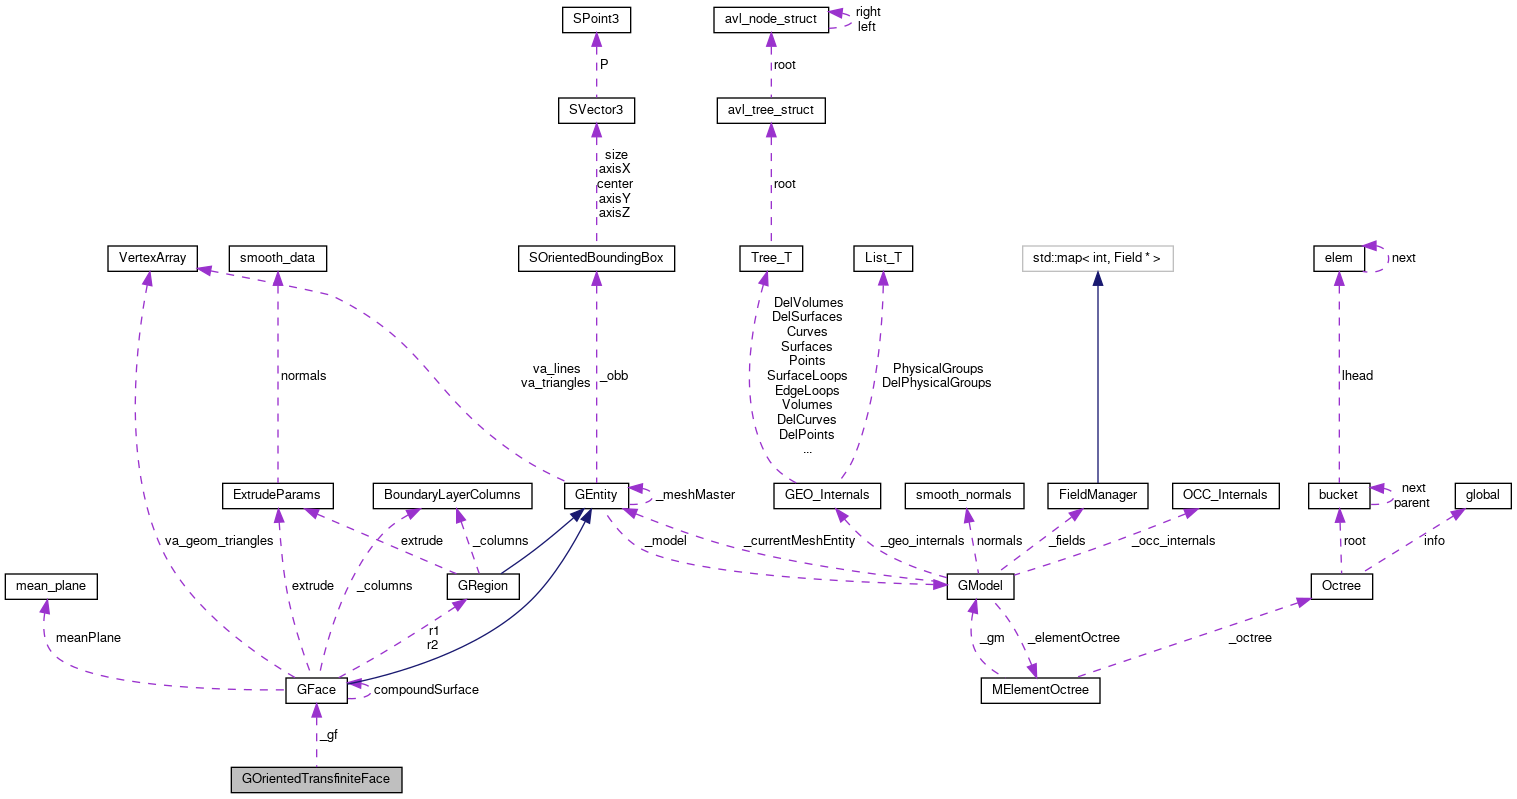 SPoint3
avl_node_struct
right
left
P
root
SVector3
avl_tree_struct
size
axisX
center
axisY
axisZ
root
VertexArray
smooth_data
SOrientedBoundingBox
Tree_T
List_T
std::map< int, Field * >
elem
next
DelVolumes
DelSurfaces
Curves
Surfaces
Points
SurfaceLoops
EdgeLoops
Volumes
DelCurves
DelPoints
...
normals
va_lines
va_triangles
_obb
PhysicalGroups
DelPhysicalGroups
lhead
ExtrudeParams
BoundaryLayerColumns
GEntity
_meshMaster
GEO_Internals
smooth_normals
FieldManager
OCC_Internals
bucket
next
parent
global
va_geom_triangles
extrude
_columns
_model
_currentMeshEntity
_geo_internals
normals
_fields
_occ_internals
root
info
mean_plane
extrude
_columns
GRegion
GModel
Octree
meanPlane
r1
r2
_gm
_elementOctree
_octree
GFace
compoundSurface
MElementOctree
_gf
GOrientedTransfiniteFace